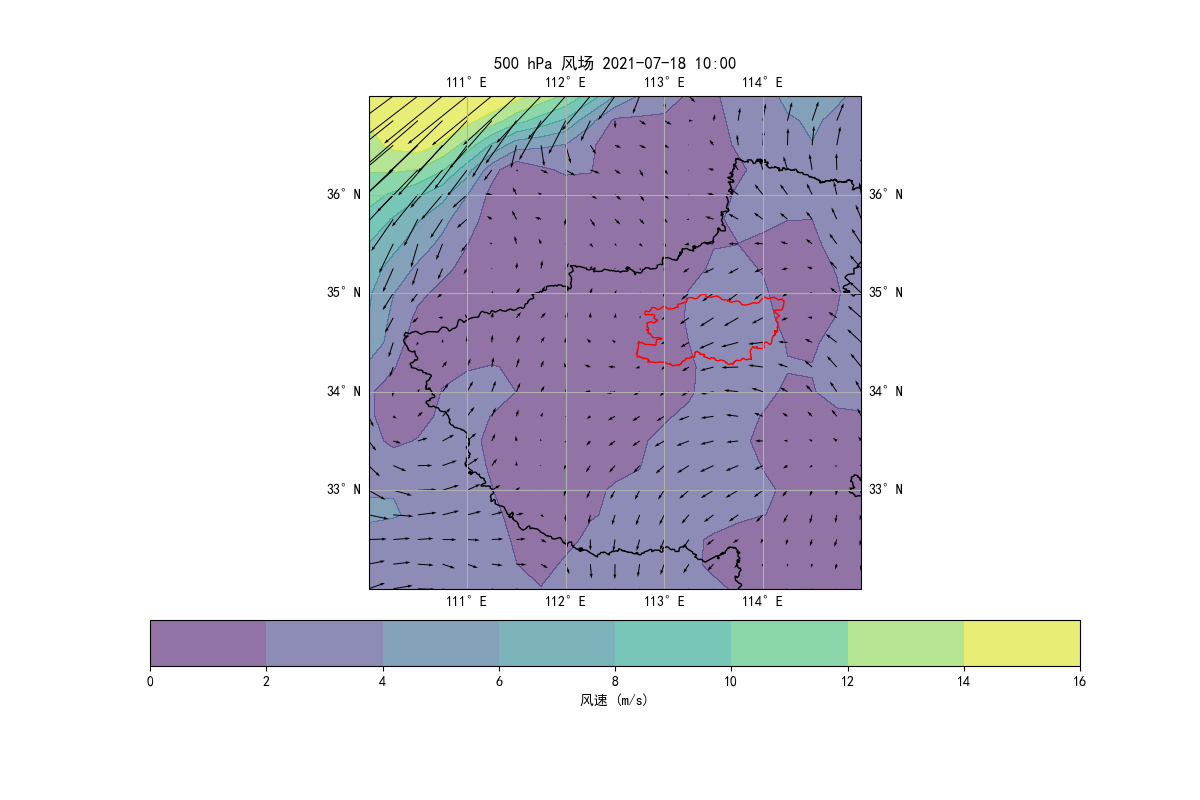 500 hPa 风场 2021-07-18 10:00
111° E 112° E 113° E 114° E
36° N 36° N
35° N 35° N
34° N 34° N
33° N 33° N
111° E 112° E 113° E 114° E
0 2 4 6 8 10 12 14 16
风速 (m/s)